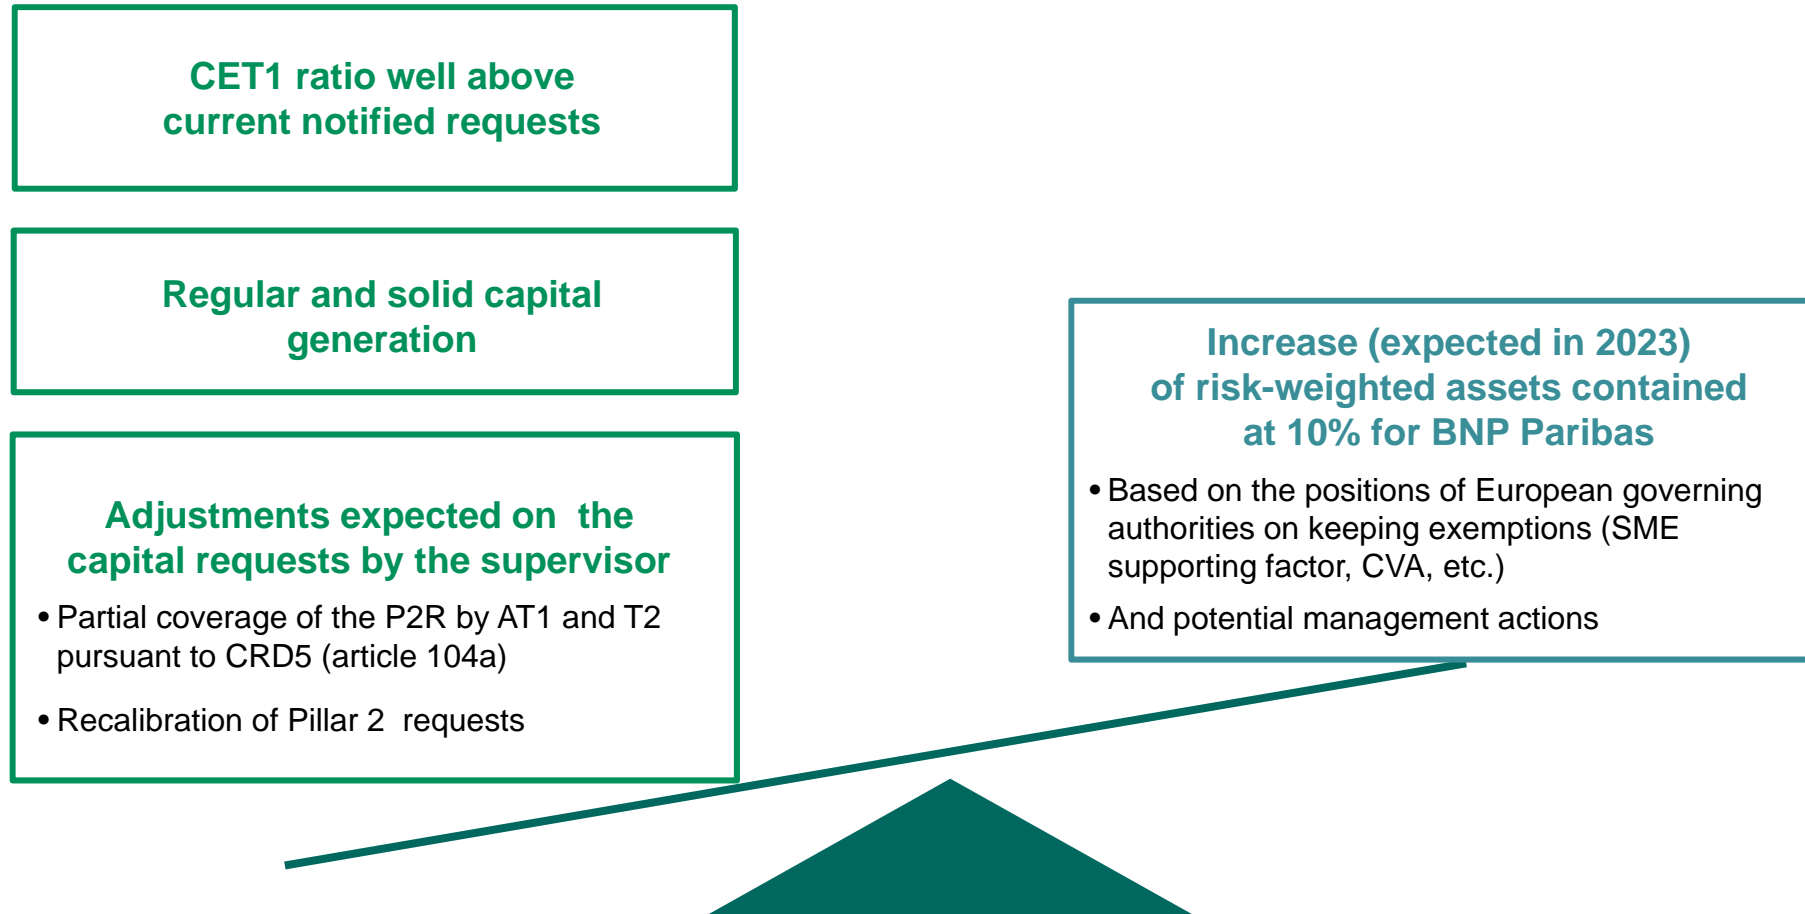 CET1 ratio well above
current notified requests
Regular and solid capital
generation
Adjustments expected on the
capital requests by the supervisor
• Partial coverage of the P2R by AT1 and T2
pursuant to CRD5 (article 104a)
• Recalibration of Pillar 2 requests
Increase (expected in 2023)
of risk-weighted assets contained
at 10% for BNP Paribas
• Based on the positions of European governing
authorities on keeping exemptions (SME
supporting factor, CVA, etc.)
• And potential management actions